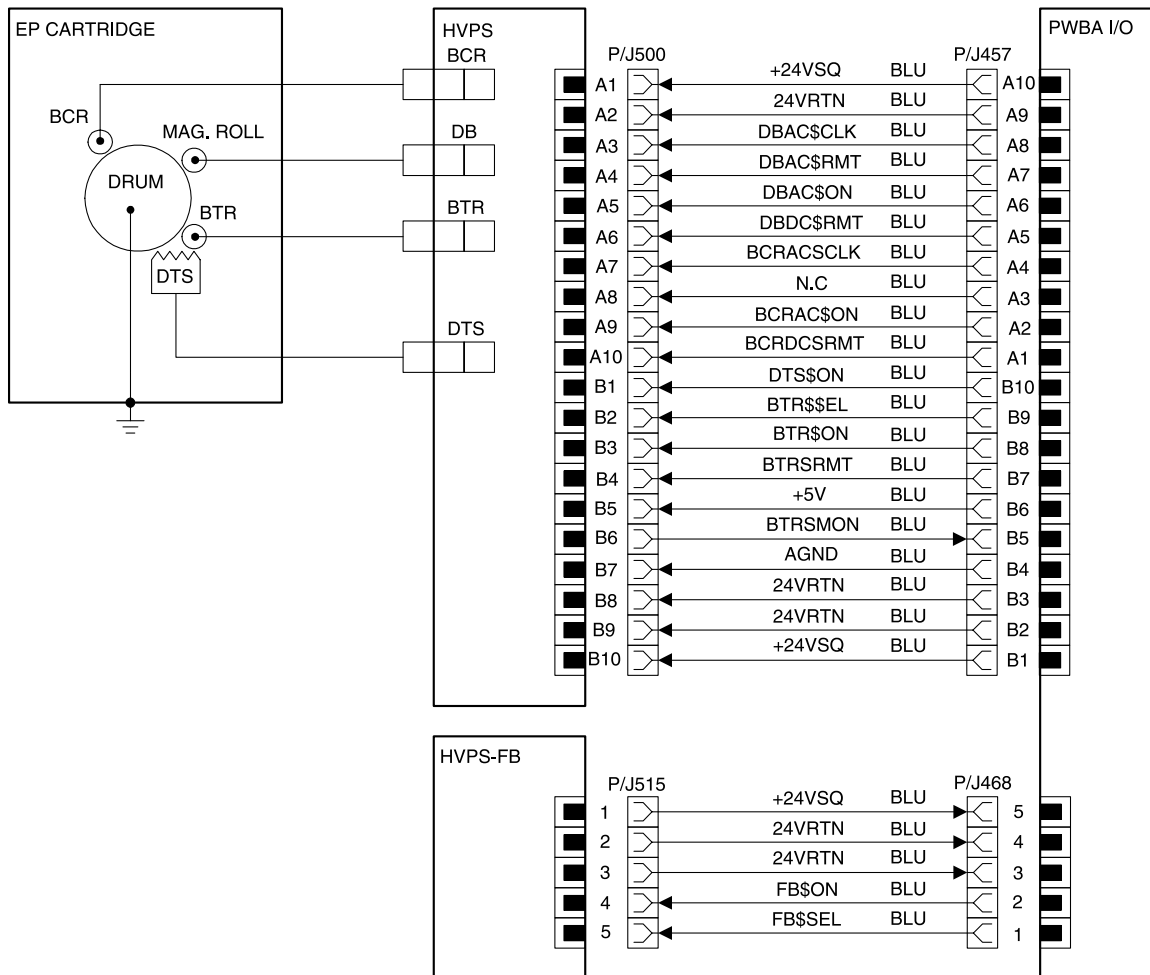 EP CARTRIDGE
BCR
MAG. ROLL
DRUM
BTR
DTS
HVPS
BCR
DB
BTR
DTS
P/J500
P/J457
PWBA I/O
A1 +24VSQ BLU A10
A2 24VRTN BLU A9
A3 DBAC$CLK BLU A8
A4 DBAC$RMT BLU A7
A5 DBAC$ON BLU A6
A6 DBDC$RMT BLU A5
A7 BCRACSCLK BLU A4
A8 N.C BLU A3
A9 BCRAC$ON BLU A2
A10 BCRDCSRMT BLU A1
B1 DTS$ON BLU B10
B2 BTR$$EL BLU B9
B3 BTR$ON BLU B8
B4 BTRSRMT BLU B7
B5 +5V BLU B6
B6 BTRSMON BLU B5
B7 AGND BLU B4
B8 24VRTN BLU B3
B9 24VRTN BLU B2
B10 +24VSQ BLU B1
HVPS-FB
P/J515
P/J468
1 +24VSQ BLU 5
2 24VRTN BLU 4
3 24VRTN BLU 3
4 FB$ON BLU 2
5 FB$SEL BLU 1